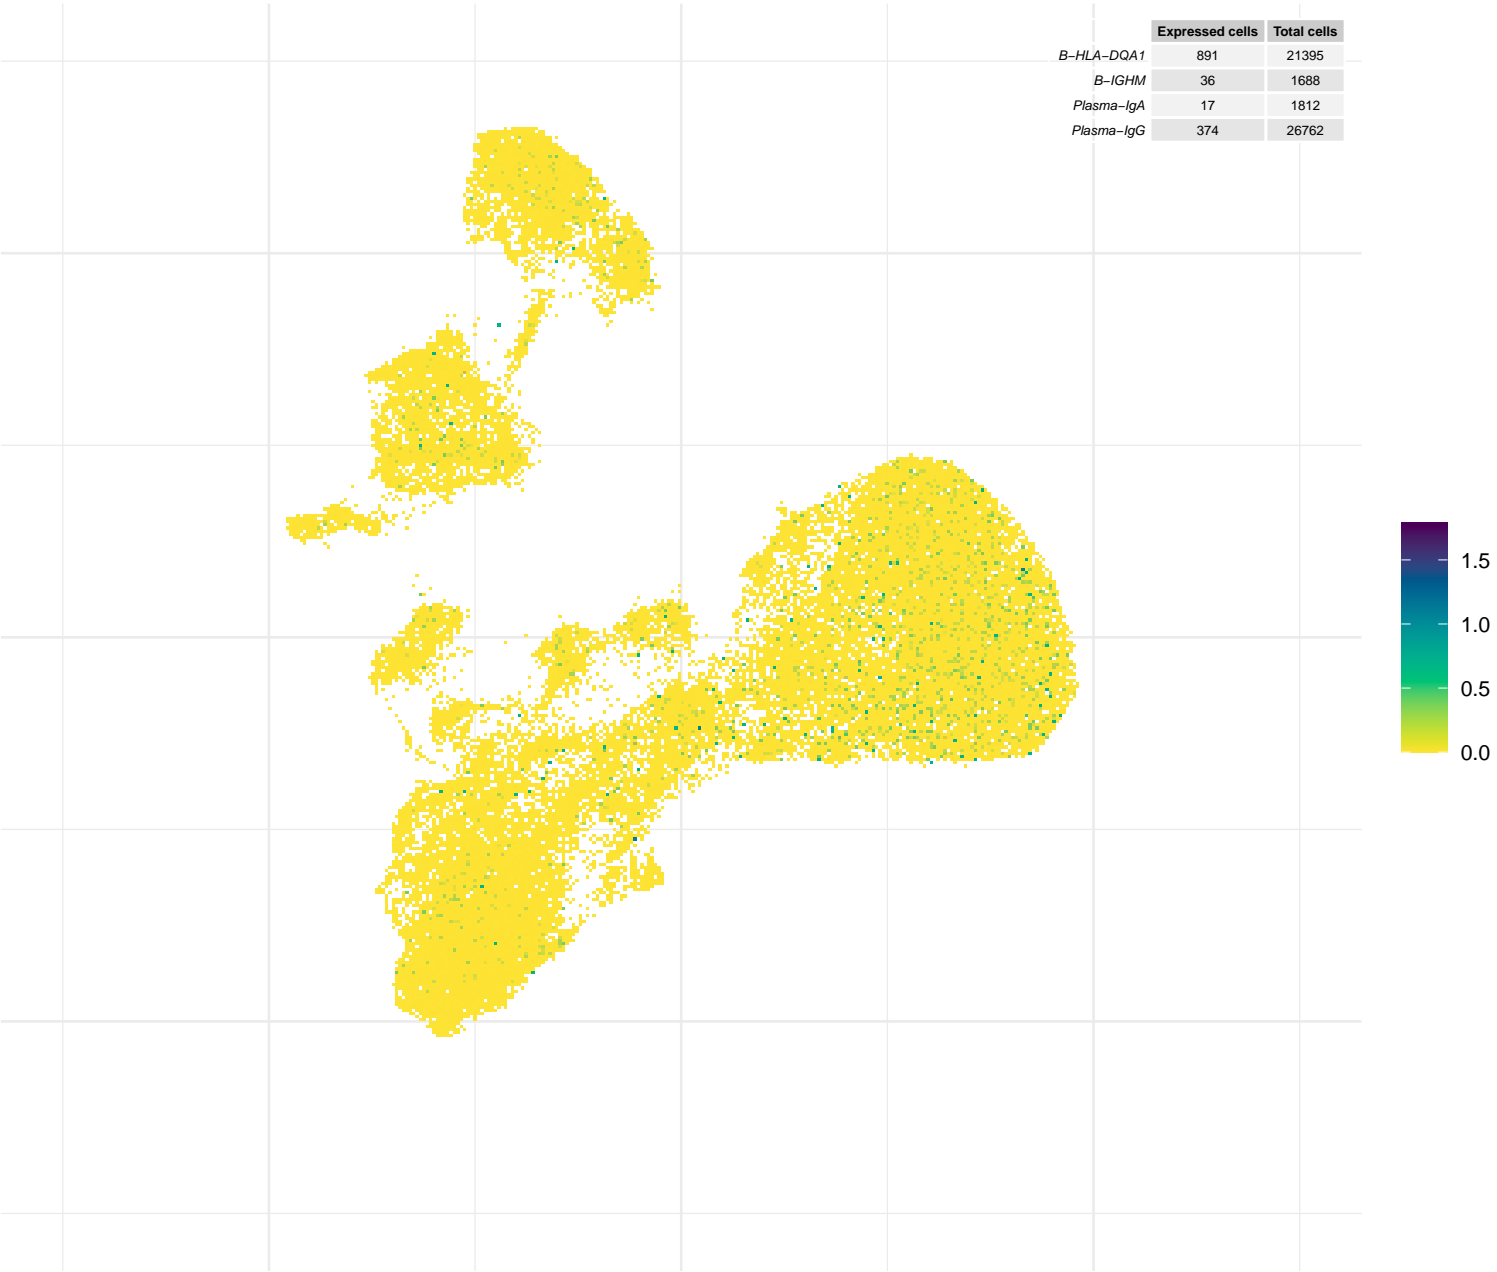 Expressed cells Total cells
B−HLA−DQA1 891 21395
B−IGHM 36 1688
Plasma−IgA 17 1812
Plasma−IgG 374 26762
1.5
1.0
0.5
0.0